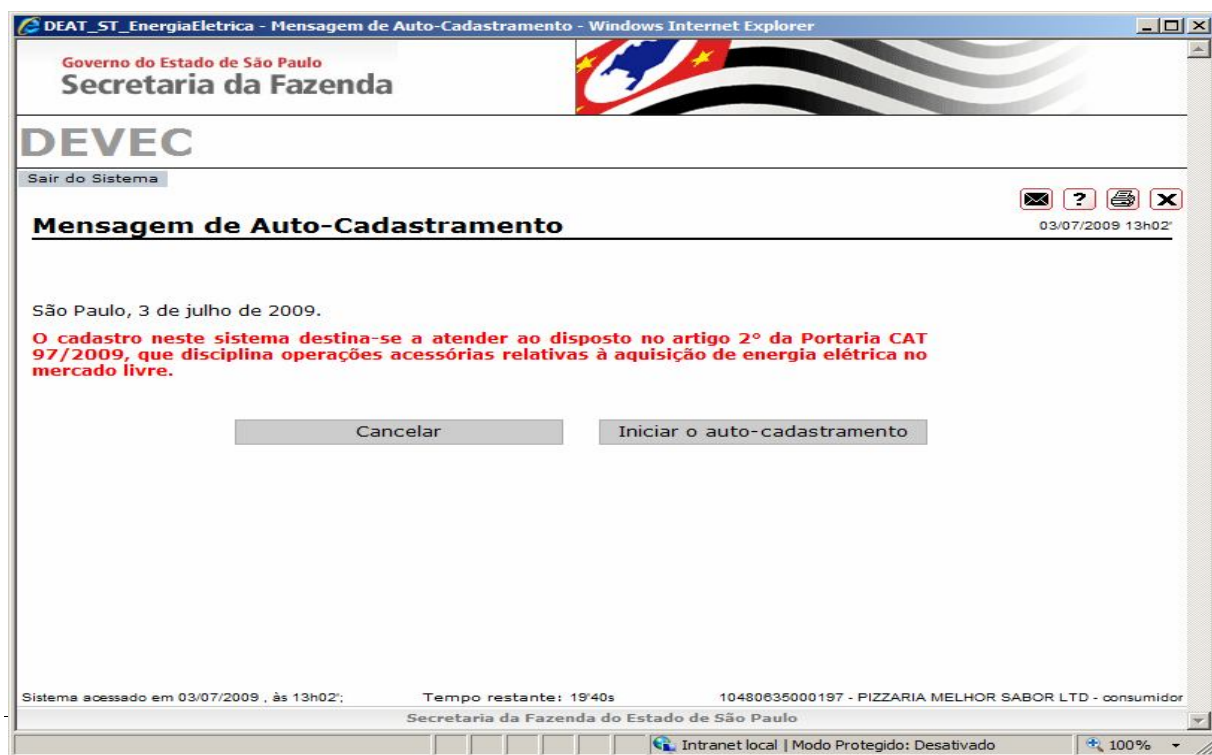 DEAT_ST_EnergiaEletrica - Mensagem de Auto-Cadastramento - Windows Internet Explorer
Governo do Estado de São Paulo
Secretaria da Fazenda
DEVEC
Sair do Sistema
Mensagem de Auto-Cadastramento
03/07/2009 13h02'
São Paulo, 3 de julho de 2009.
O cadastro neste sistema destina-se a atender ao disposto no artigo 2º da Portaria CAT
97/2009, que disciplina operações acessórias relativas à aquisição de energia elétrica no
mercado livre.
Cancelar Iniciar o auto-cadastramento
Sistema acessado em 03/07/2009 , às 13h02'; Tempo restante: 19'40s 10480635000197 - PIZZARIA MELHOR SABOR LTD - consumidor
Secretaria da Fazenda do Estado de São Paulo
Intranet local | Modo Protegido: Desativado 100%